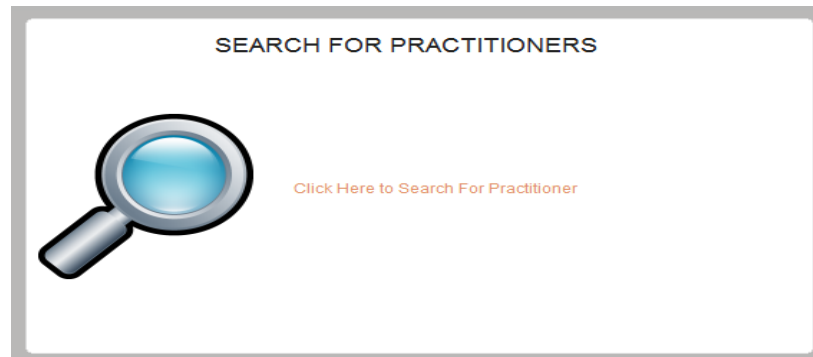 SEARCH FOR PRACTITIONERS
Click Here to Search For Practitioner